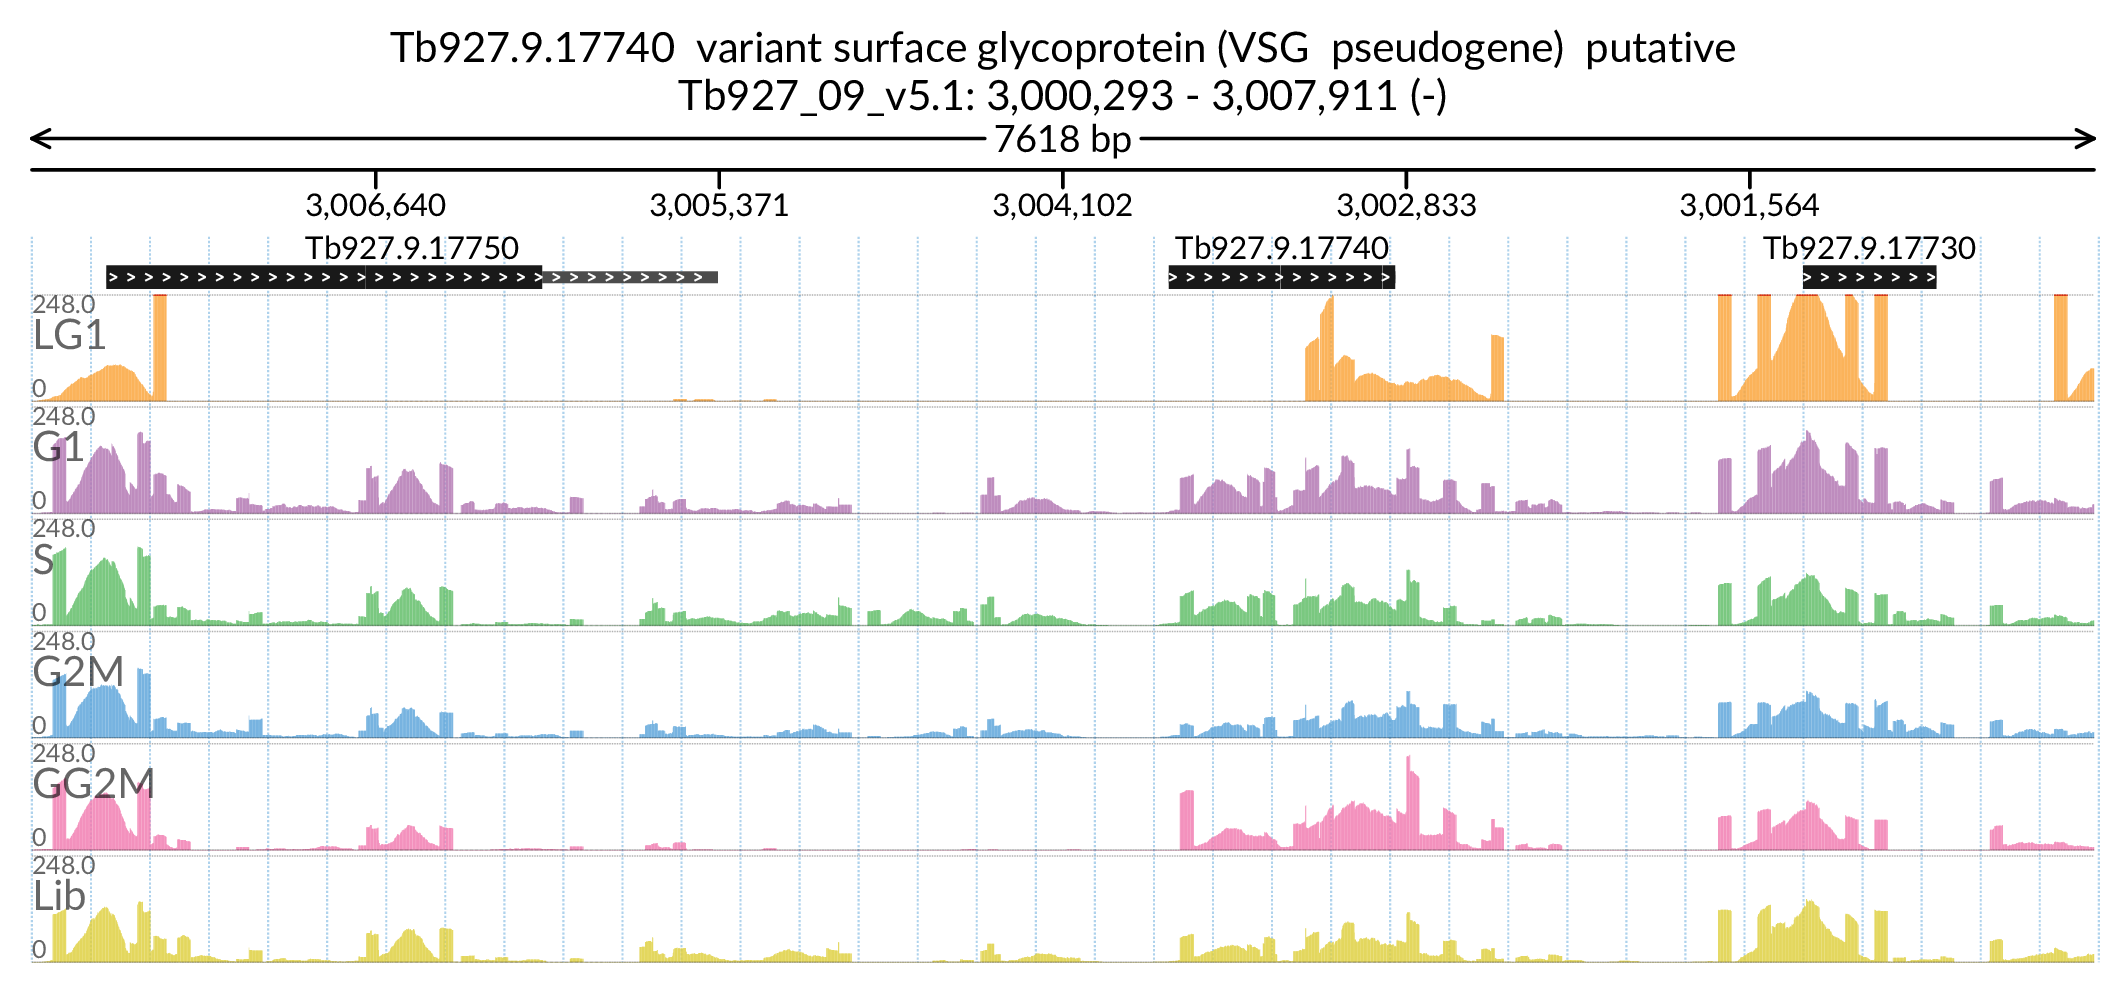 Tb927.9.17740 variant surface glycoprotein (VSG pseudogene) putative
Tb927_09_v5.1: 3,000,293 - 3,007,911 (-)
7618 bp
3,006,640 3,005,371 3,004,102 3,002,833 3,001,564
Tb927.9.17750 Tb927.9.17740 Tb927.9.17730
248.0
LG1
0
248.0
G1
0
248.0
S
0
248.0
G2M
0
248.0
GG2M
0
248.0
Lib
0